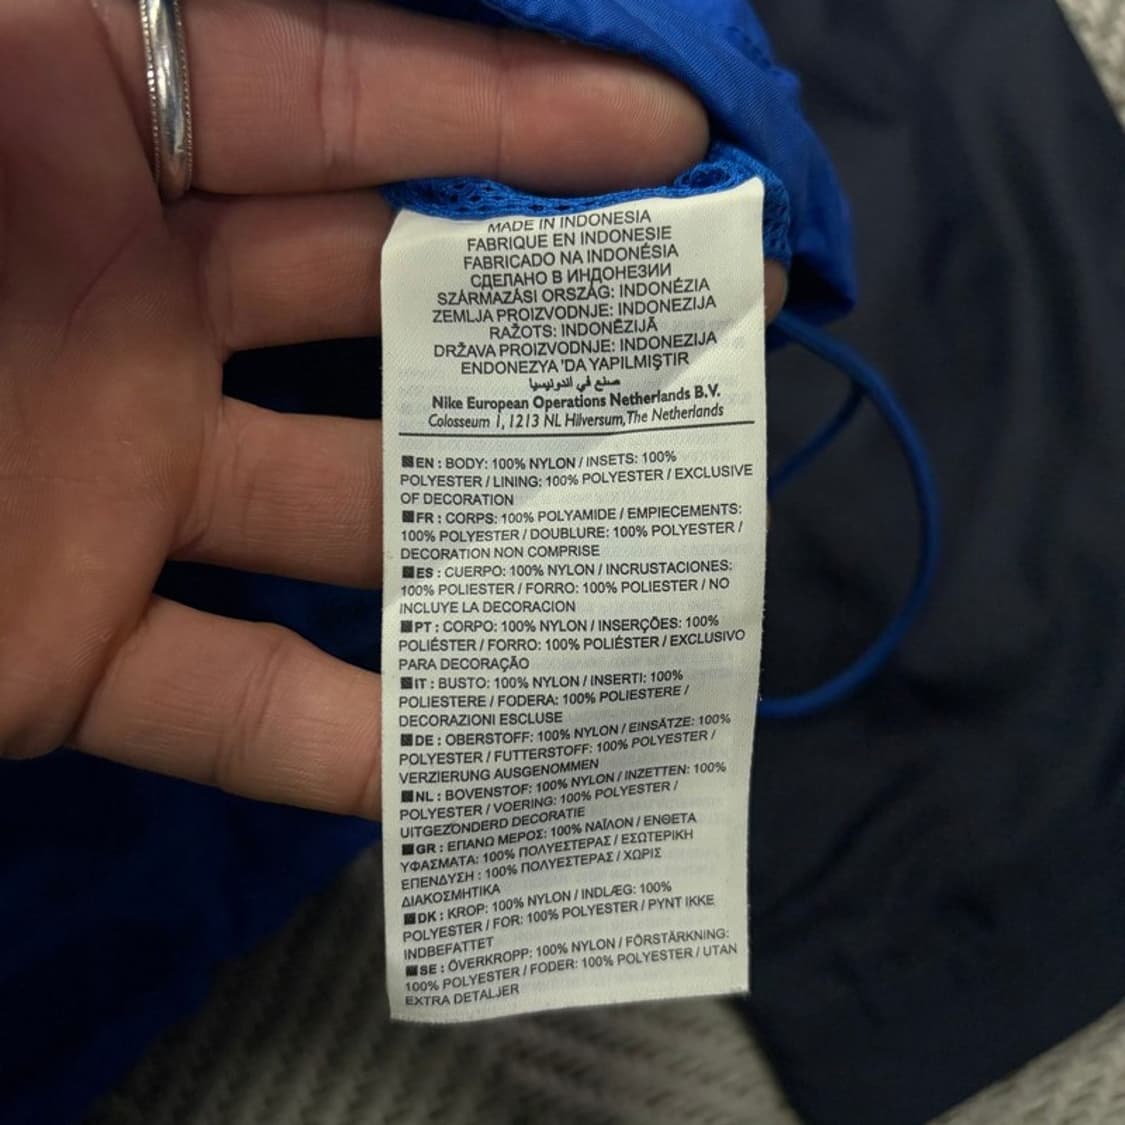 MADE IN INDONESIA
FABRIQUE EN INDONESIE
FABRICADO NA INDONÉSIA
СДЕЛАНО В ИНДОНЕЗИИ
SZÁRMAZÁSI ORSZÁG: INDONÉZIA
ZEMLJA PROIZVODNJE: INDONEZIJA
RAŽOTS: INDONĒZIJĀ
DRŽAVA PROIZVODNJE: INDONEZIJA
ENDONEZYA 'DA YAPILMIŞTIR
صنع في اندونيسيا
Nike European Operations Netherlands B.V.
Colosseum 1, 1213 NL Hilversum, The Netherlands
EN : BODY: 100% NYLON / INSETS: 100%
POLYESTER / LINING: 100% POLYESTER / EXCLUSIVE
OF DECORATION
FR : CORPS: 100% POLYAMIDE / EMPIECEMENTS:
100% POLYESTER / DOUBLURE: 100% POLYESTER /
DECORATION NON COMPRISE
ES : CUERPO: 100% NYLON / INCRUSTACIONES:
100% POLIESTER / FORRO: 100% POLIESTER / NO
INCLUYE LA DECORACION
PT : CORPO: 100% NYLON / INSERÇÕES: 100%
POLIÉSTER / FORRO: 100% POLIÉSTER / EXCLUSIVO
PARA DECORAÇÃO
IT : BUSTO: 100% NYLON / INSERTI: 100%
POLIESTERE / FODERA: 100% POLIESTERE /
DECORAZIONI ESCLUSE
DE : OBERSTOFF: 100% NYLON / EINSÄTZE: 100%
POLYESTER / FUTTERSTOFF: 100% POLYESTER /
VERZIERUNG AUSGENOMMEN
NL : BOVENSTOF: 100% NYLON / INZETTEN: 100%
POLYESTER / VOERING: 100% POLYESTER /
UITGEZONDERD DECORATIE
GR : ΕΠΑΝΩ ΜΕΡΟΣ: 100% ΝΑΪΛΟΝ / ΕΝΘΕΤΑ
ΥΦΑΣΜΑΤΑ: 100% ΠΟΛΥΕΣΤΕΡΑΣ / ΕΣΩΤΕΡΙΚΗ
ΕΠΕΝΔΥΣΗ : 100% ΠΟΛΥΕΣΤΕΡΑΣ / ΧΩΡΙΣ
ΔΙΑΚΟΣΜΗΤΙΚΑ
DK : KROP: 100% NYLON / INDLÆG: 100%
POLYESTER / FOR: 100% POLYESTER / PYNT IKKE
INDBEFATTET
SE : ÖVERKROPP: 100% NYLON / FÖRSTÄRKNING:
100% POLYESTER / FODER: 100% POLYESTER / UTAN
EXTRA DETALJER